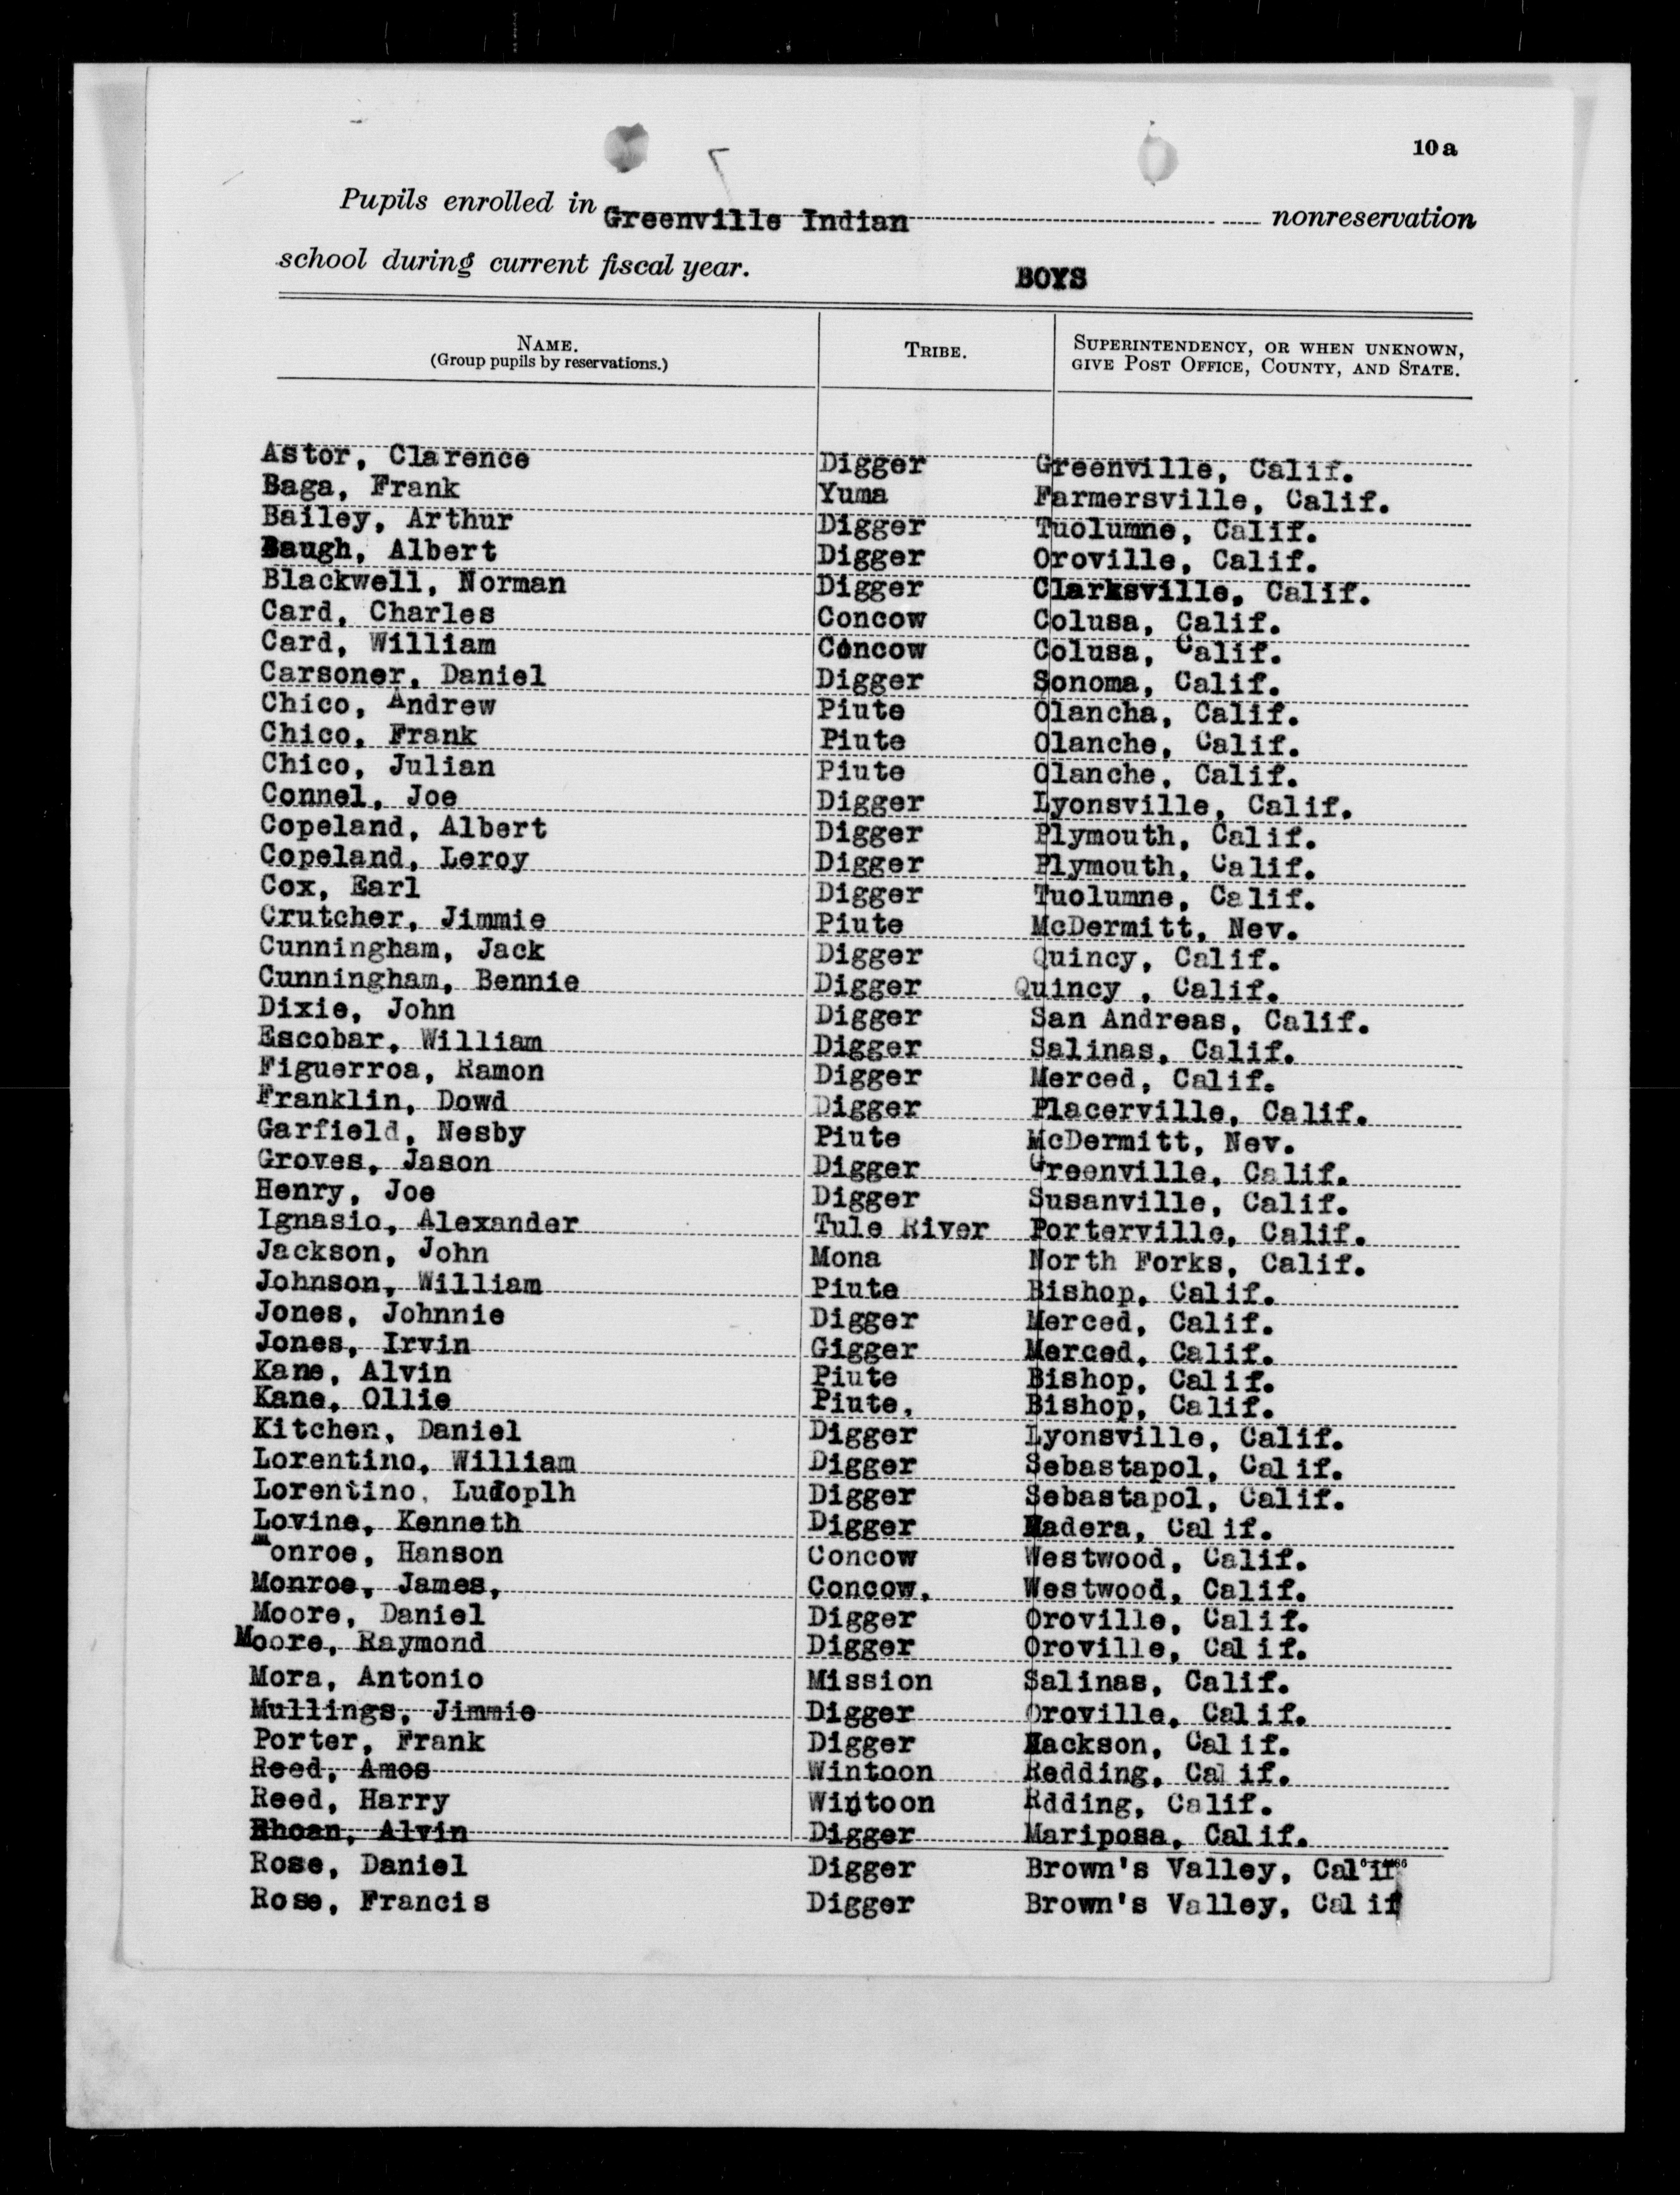 10a
Pupils enrolled in Greenville Indian nonreservation
school during current fiscal year.
BOYS
NAME. (Group pupils by reservations.) TRIBE. SUPERINTENDENCY, OR WHEN UNKNOWN, GIVE POST OFFICE, COUNTY, AND STATE.
Astor, Clarence Digger Greenville, Calif.
Baga, Frank Yuma Farmersville, Calif.
Bailey, Arthur Digger Tuolumne, Calif.
Baugh, Albert Digger Oroville, Calif.
Blackwell, Norman Digger Clarksville, Calif.
Card, Charles Concow Colusa, Calif.
Card, William Concow Colusa, Calif.
Carsoner, Daniel Digger Sonoma, Calif.
Chico, Andrew Piute Olancha, Calif.
Chico, Frank Piute Olanche, Calif.
Chico, Julian Piute Olanche, Calif.
Connel, Joe Digger Lyonsville, Calif.
Copeland, Albert Digger Plymouth, Calif.
Copeland, Leroy Digger Plymouth, Calif.
Cox, Earl Digger Tuolumne, Calif.
Crutcher, Jimmie Piute McDermitt, Nev.
Cunningham, Jack Digger Quincy, Calif.
Cunningham, Bennie Digger Quincy , Calif.
Dixie, John Digger San Andreas, Calif.
Escobar, William Digger Salinas, Calif.
Figuerroa, Ramon Digger Merced, Calif.
Franklin, Dowd Digger Placerville, Calif.
Garfield, Nesby Piute McDermitt, Nev.
Groves, Jason Digger Greenville, Calif.
Henry, Joe Digger Susanville, Calif.
Ignasio, Alexander Tule River Porterville, Calif.
Jackson, John Mona North Forks, Calif.
Johnson, William Piute Bishop, Calif.
Jones, Johnnie Digger Merced, Calif.
Jones, Irvin Gigger Merced, Calif.
Kane, Alvin Piute Bishop, Calif.
Kane, Ollie Piute, Bishop, Calif.
Kitchen, Daniel Digger Lyonsville, Calif.
Lorentino, William Digger Sebastapol, Calif.
Lorentino, Ludoplh Digger Sebastapol, Calif.
Lovine, Kenneth Digger Madera, Calif.
monroe, Hanson Concow Westwood, Calif.
Monroe, James, Concow, Westwood, Calif.
Moore, Daniel Digger Oroville, Calif.
Moore, Raymond Digger Oroville, Calif.
Mora, Antonio Mission Salinas, Calif.
Mullings, Jimmie Digger Oroville, Calif.
Porter, Frank Digger Mackson, Calif.
Reed, Amos Wintoon Redding, Calif.
Reed, Harry Wintoon Rdding, Calif.
Rhoan, Alvin Digger Mariposa, Calif.
Rose, Daniel Digger Brown's Valley, Calif
Rose, Francis Digger Brown's Valley, Calif